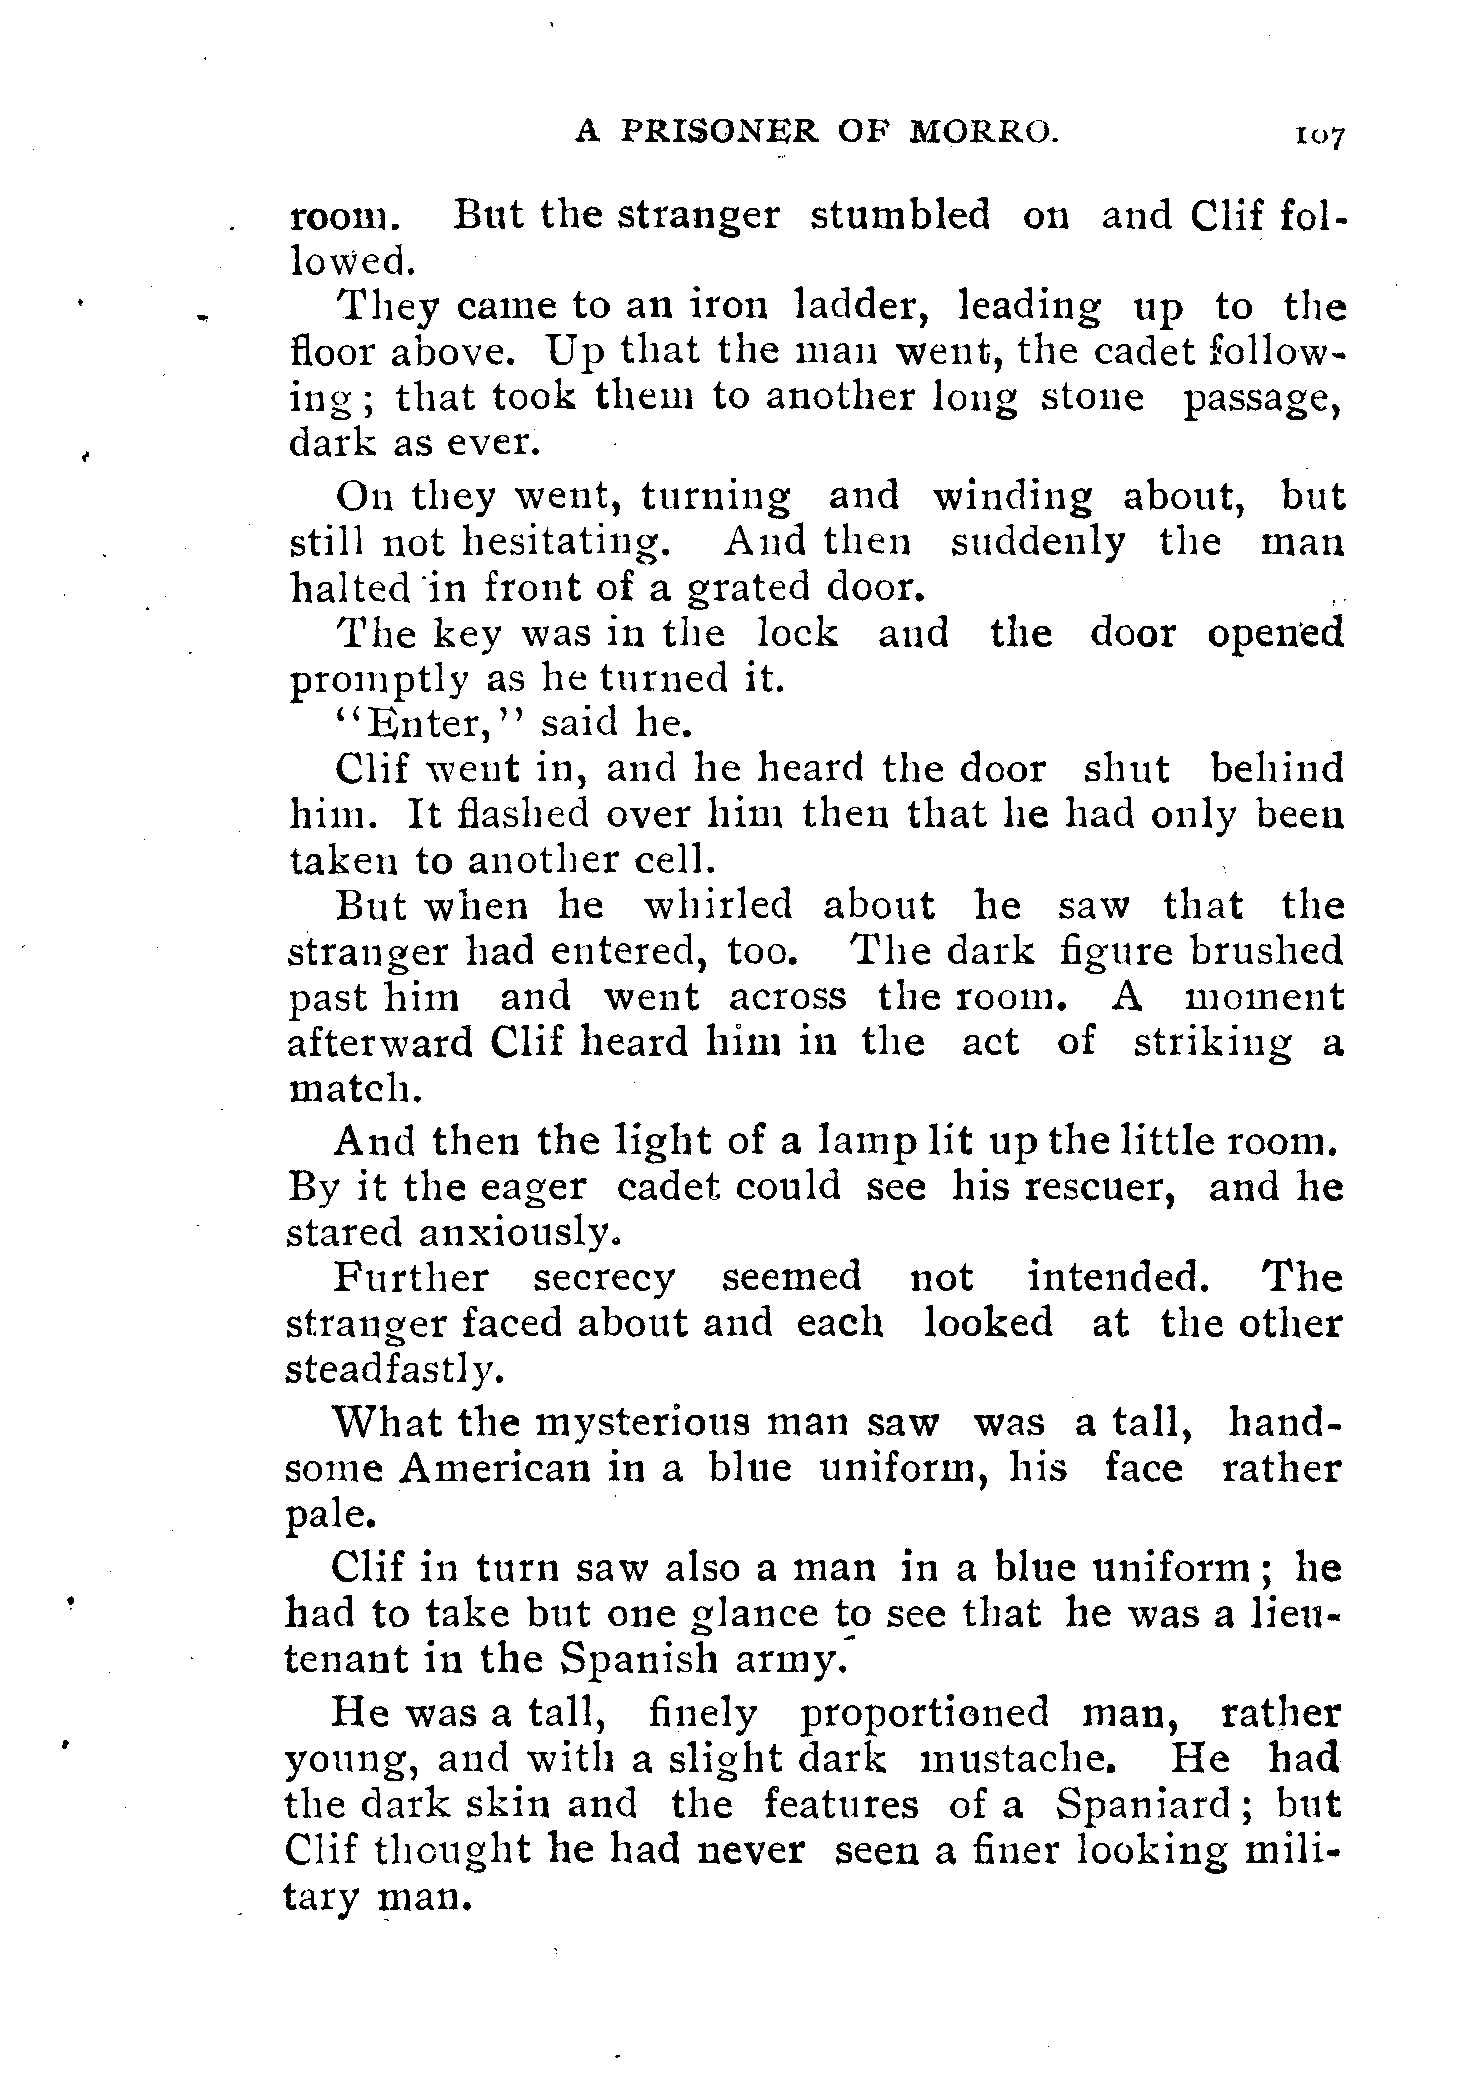 A PRISONER OF MORRO. 107
room. But the stranger stumbled on and Clif fol-
lowed.
They came to an iron ladder, leading up to the
floor above. Up that the man went, the cadet follow-
ing; that took them to another long stone passage,
dark as ever.
On they went, turning and winding about, but
still not hesitating. And then suddenly the man
halted in front of a grated door.
The key was in the lock and the door opened
promptly as he turned it.
"Enter," said he.
Clif went in, and he heard the door shut behind
him. It flashed over him then that he had only been
taken to another cell.
But when he whirled about he saw that the
stranger had entered, too. The dark figure brushed
past him and went across the room. A moment
afterward Clif heard him in the act of striking a
match.
And then the light of a lamp lit up the little room.
By it the eager cadet could see his rescuer, and he
stared anxiously.
Further secrecy seemed not intended. The
stranger faced about and each looked at the other
steadfastly.
What the mysterious man saw was a tall, hand-
some American in a blue uniform, his face rather
pale.
Clif in turn saw also a man in a blue uniform; he
had to take but one glance to see that he was a lieu-
tenant in the Spanish army.
He was a tall, finely proportioned man, rather
young, and with a slight dark mustache. He had
the dark skin and the features of a Spaniard; but
Clif thought he had never seen a finer looking mili-
tary man.